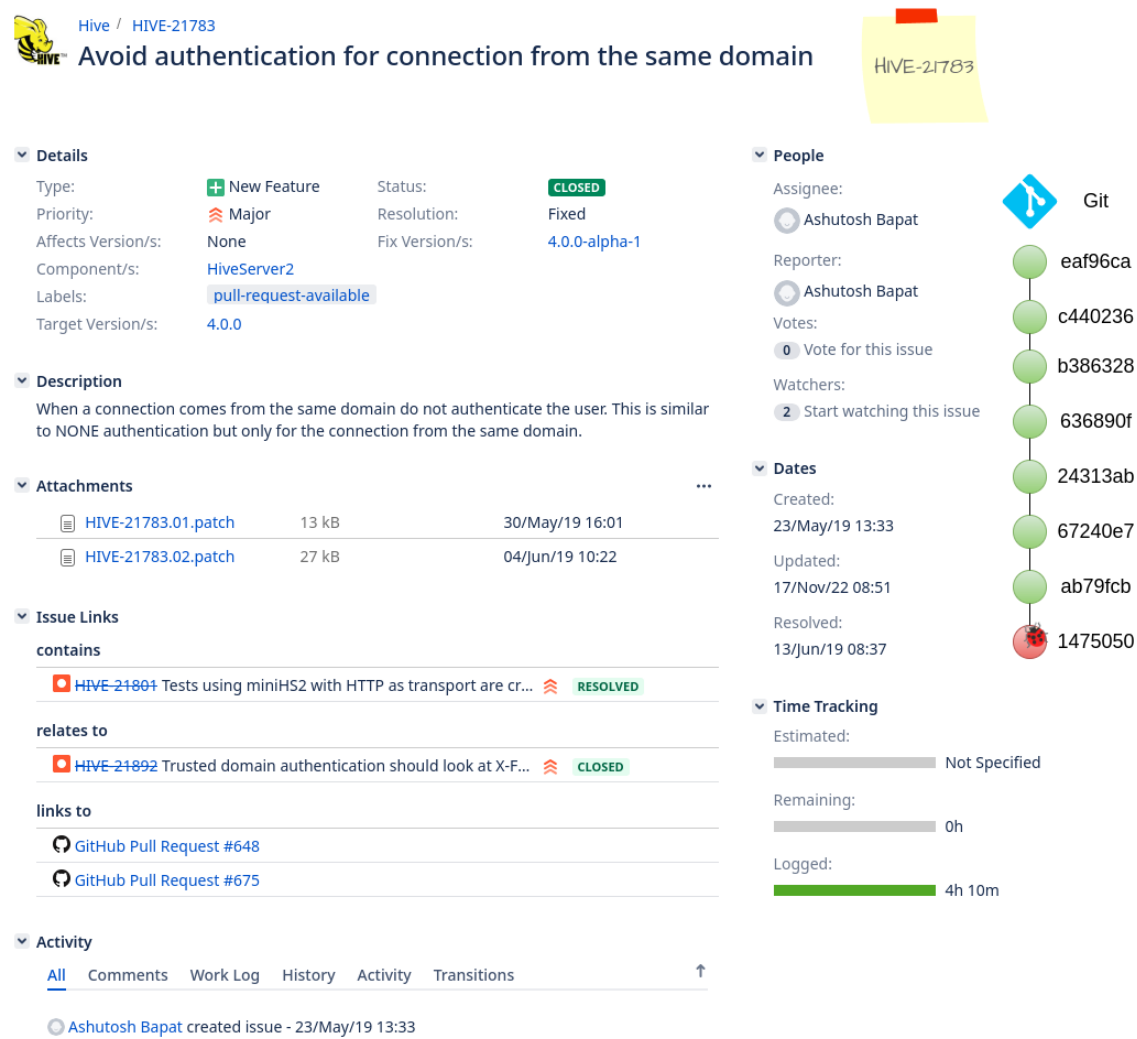 Hive / HIVE-21783
Avoid authentication for connection from the same domain
HIVE™
HIVE-21783
Details
Type: New Feature Status: CLOSED
Priority: Major Resolution: Fixed
Affects Version/s: None Fix Version/s: 4.0.0-alpha-1
Component/s: HiveServer2
Labels: pull-request-available
Target Version/s: 4.0.0
Description
When a connection comes from the same domain do not authenticate the user. This is similar
to NONE authentication but only for the connection from the same domain.
Attachments ...
HIVE-21783.01.patch 13 kB 30/May/19 16:01
HIVE-21783.02.patch 27 kB 04/Jun/19 10:22
Issue Links
contains
HIVE-21801 Tests using miniHS2 with HTTP as transport are cr... RESOLVED
relates to
HIVE-21892 Trusted domain authentication should look at X-F... CLOSED
links to
GitHub Pull Request #648
GitHub Pull Request #675
Activity
All Comments Work Log History Activity Transitions
Ashutosh Bapat created issue - 23/May/19 13:33
People
Assignee:
Ashutosh Bapat
Reporter:
Ashutosh Bapat
Votes:
0 Vote for this issue
Watchers:
2 Start watching this issue
Dates
Created:
23/May/19 13:33
Updated:
17/Nov/22 08:51
Resolved:
13/Jun/19 08:37
Time Tracking
Estimated:
Not Specified
Remaining:
0h
Logged:
4h 10m
Git
eaf96ca
c440236
b386328
636890f
24313ab
67240e7
ab79fcb
1475050